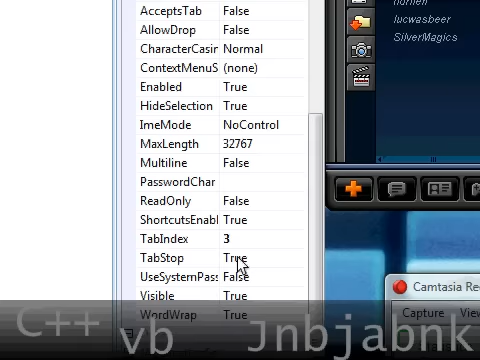 AcceptsTab False
AllowDrop False
CharacterCasin Normal
ContextMenuS (none)
Enabled True
HideSelection True
ImeMode NoControl
MaxLength 32767
Multiline False
PasswordChar
ReadOnly False
ShortcutsEnabl True
TabIndex 3
TabStop True
UseSystemPass False
Visible True
WordWrap True
lucwasbeer
SilverMagics
Camtasia Re
Capture View
C++ vb Jnbjabnk